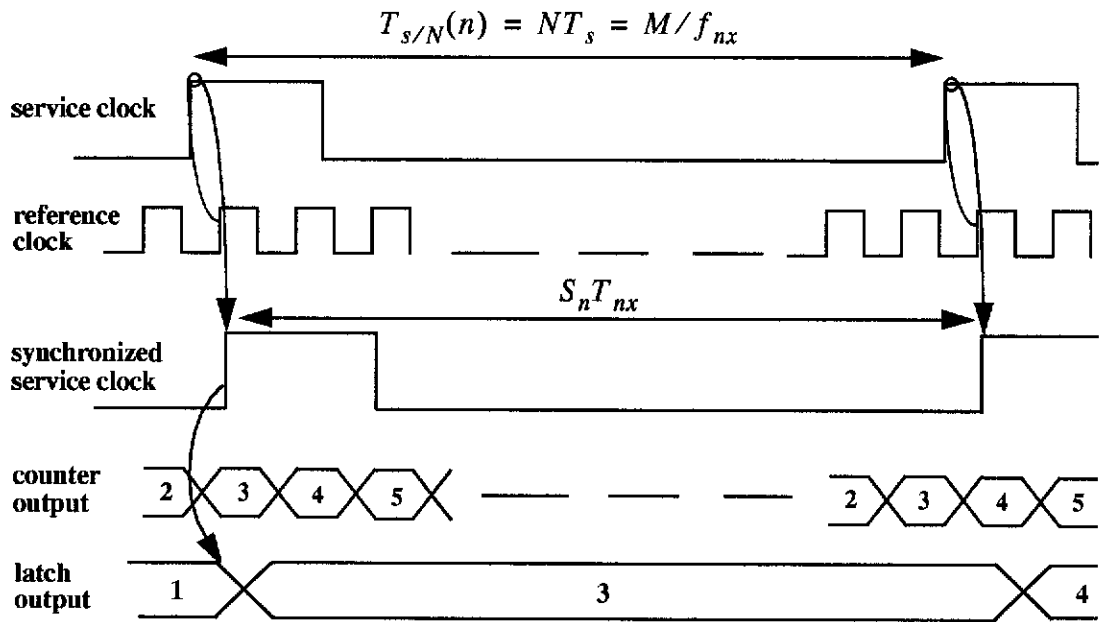 T_{s/N}(n) = NT_s = M/f_{nx}
service clock
reference
clock
S_nT_{nx}
synchronized
service clock
counter
output
2 3 4 5 2 3 4 5
latch
output
1 3 4